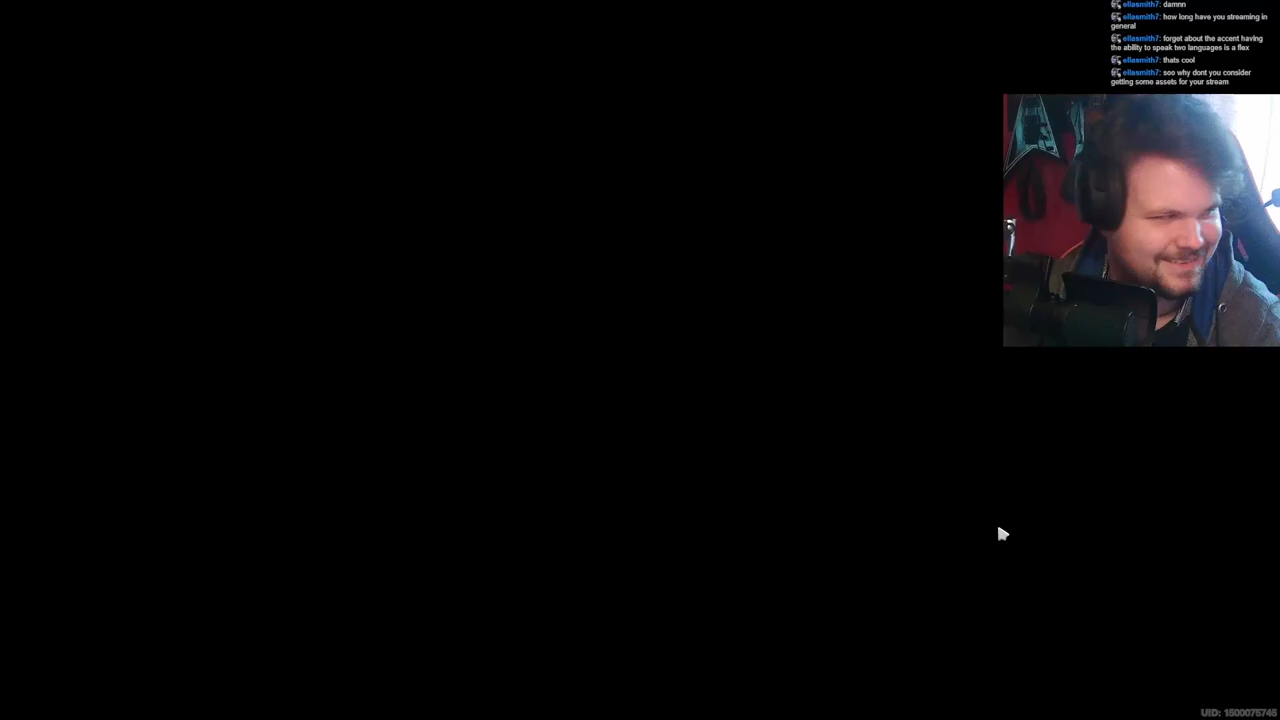 ellasmith7: damnn
ellasmith7: how long have you streaming in
general
ellasmith7: forget about the accent having
the ability to speak two languages is a flex
ellasmith7: thats cool
ellasmith7: soo why dont you consider
getting some assets for your stream
UID: 1500075745